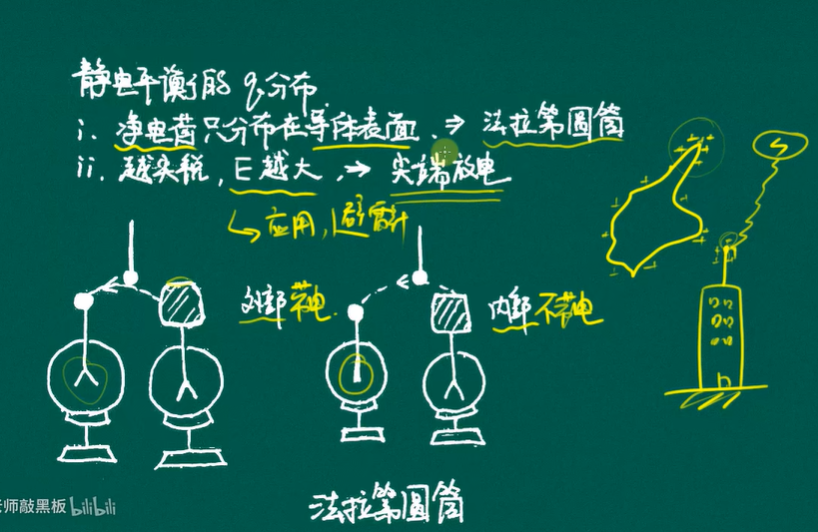 静电平衡的q分布
i. 净电荷只分布在导体表面. ⇒ 法拉第圆筒
ii. 越尖锐, E越大, ⇒ 尖端放电
↳ 应用, 避雷针
外部 带电.
内部 不带电
法拉第圆筒
师敲黑板 bilibili